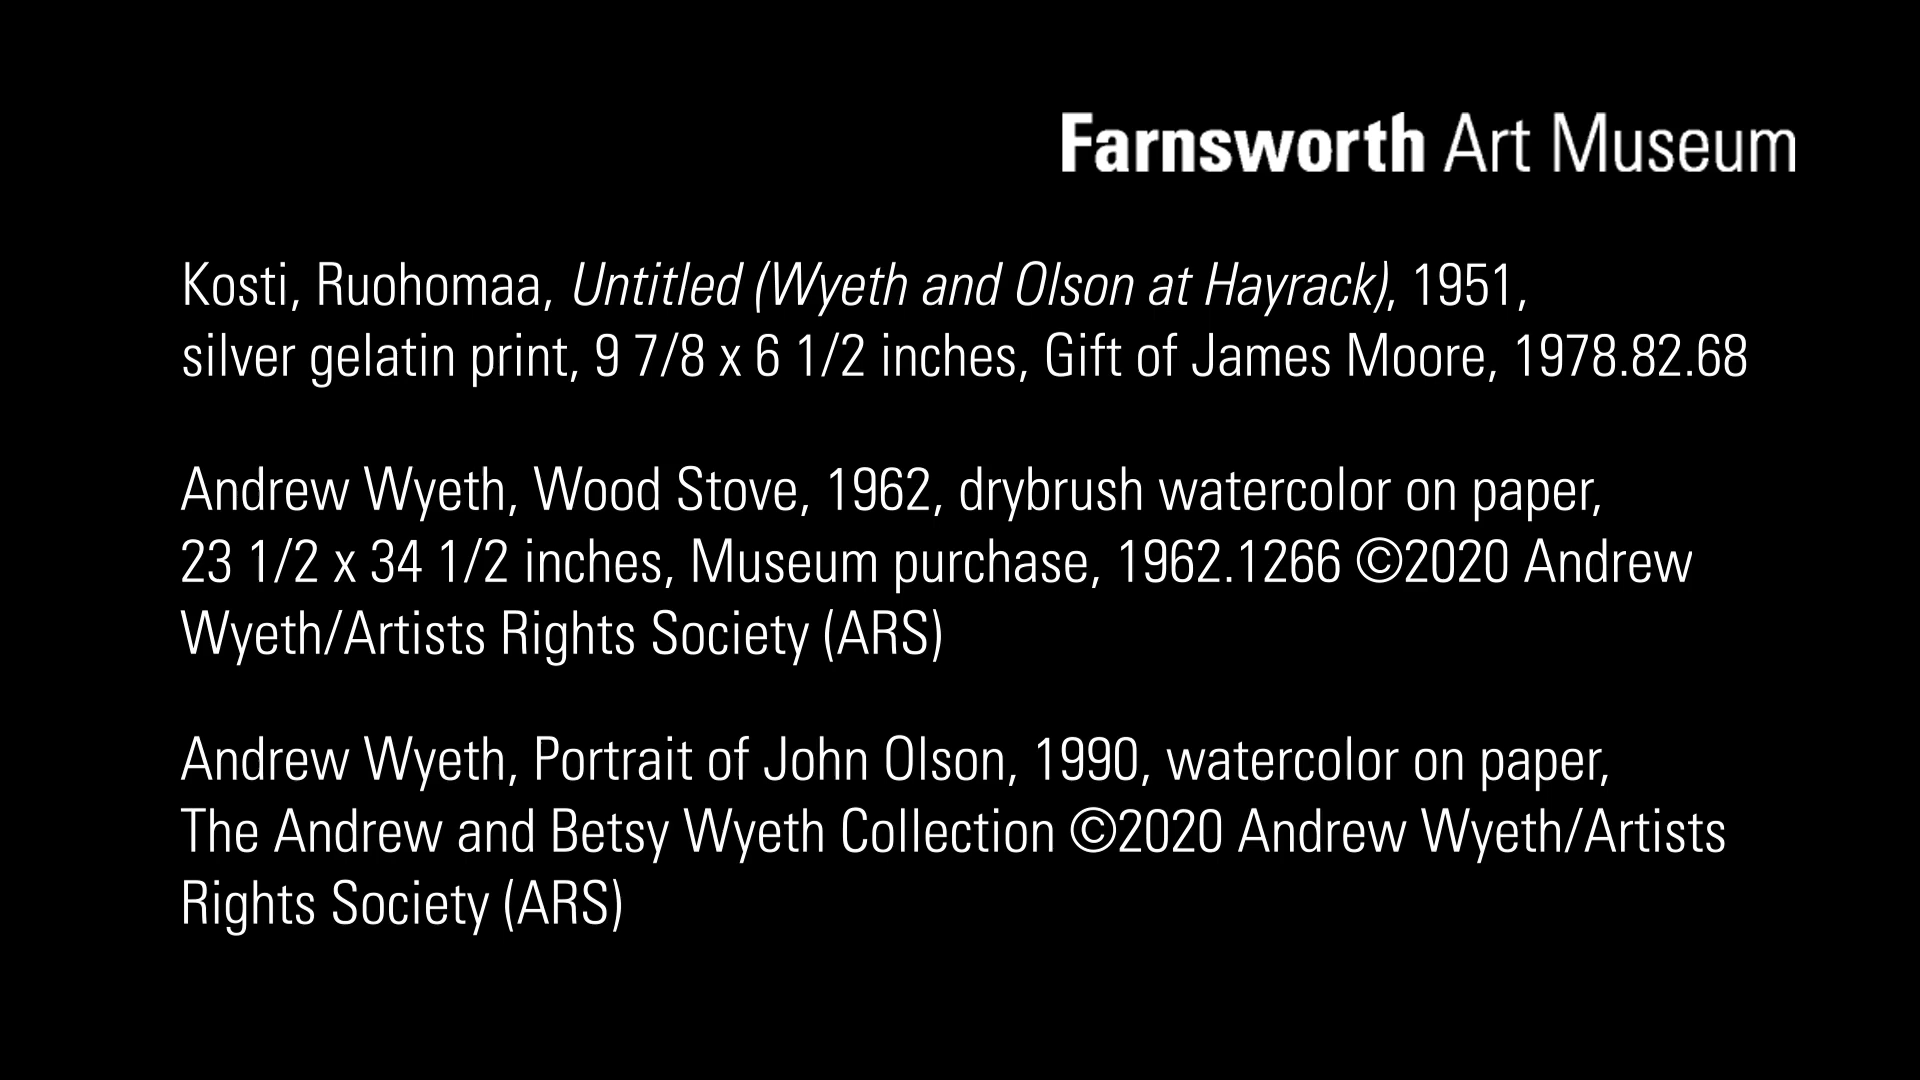 Farnsworth Art Museum
Kosti, Ruohomaa, Untitled (Wyeth and Olson at Hayrack), 1951,
silver gelatin print, 9 7/8 x 6 1/2 inches, Gift of James Moore, 1978.82.68
Andrew Wyeth, Wood Stove, 1962, drybrush watercolor on paper,
23 1/2 x 34 1/2 inches, Museum purchase, 1962.1266 ©2020 Andrew
Wyeth/Artists Rights Society (ARS)
Andrew Wyeth, Portrait of John Olson, 1990, watercolor on paper,
The Andrew and Betsy Wyeth Collection ©2020 Andrew Wyeth/Artists
Rights Society (ARS)